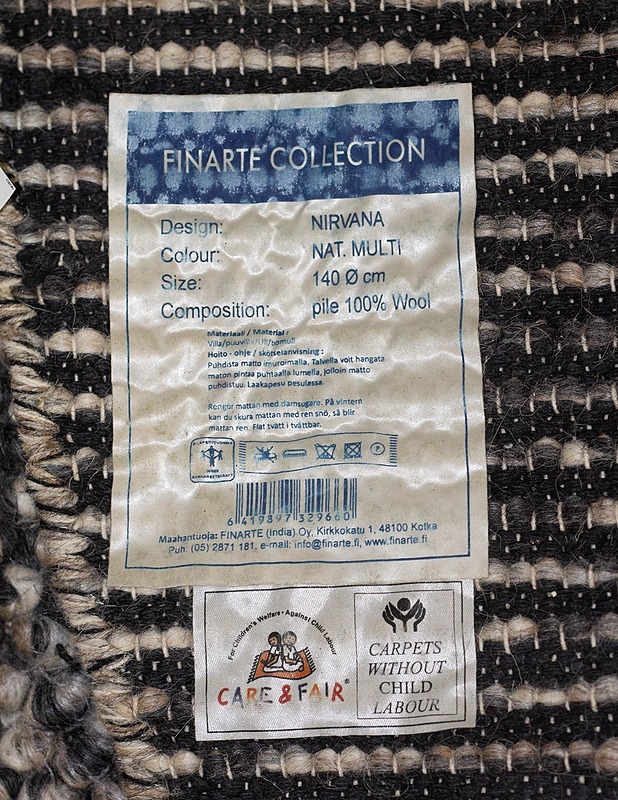 FINARTE COLLECTION
Design: NIRVANA
Colour: NAT. MULTI
Size: 140 Ø cm
Composition: pile 100% Wool
Materiaali / Material :
Villa/puuvilla/Ull/bomull
Hoito - ohje / skötselanvisning :
Puhdista matto imuroimalla. Talvella voit hangata
maton pintaa puhtaalla lumella, jolloin matto
puhdistuu. Laakapesu pesulassa.
Rengör mattan med damsugare. På vintern
kan du skura mattan med ren snö, så blir
mattan ren. Flat tvätt i tvättbar.
P
6 419897 329660
Maahantuoja: FINARTE (India) Oy, Kirkkokatu 1, 48100 Kotka
Puh. (05) 2871 181, e-mail: info@finarte.fi, www.finarte.fi
For Children's Welfare - Against Child Labour
CARE & FAIR®
CARPETS
WITHOUT
CHILD
LABOUR